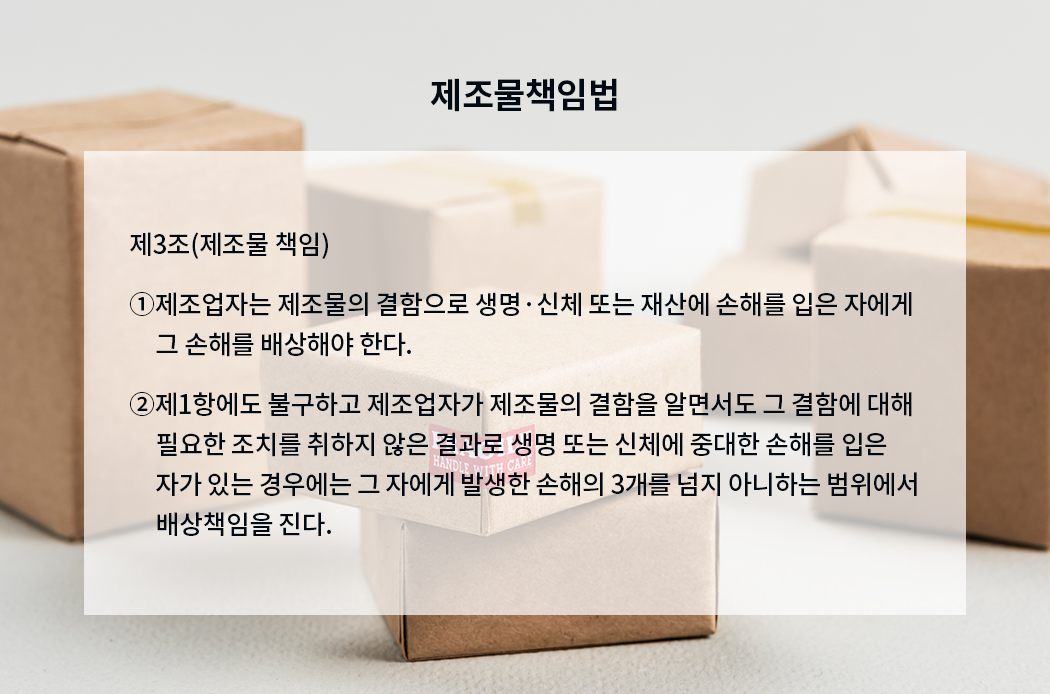 제조물책임법
제3조(제조물 책임)
①제조업자는 제조물의 결함으로 생명·신체 또는 재산에 손해를 입은 자에게
그 손해를 배상해야 한다.
②제1항에도 불구하고 제조업자가 제조물의 결함을 알면서도 그 결함에 대해
필요한 조치를 취하지 않은 결과로 생명 또는 신체에 중대한 손해를 입은
HANDLE WITH CARE
자가 있는 경우에는 그 자에게 발생한 손해의 3개를 넘지 아니하는 범위에서
배상책임을 진다.